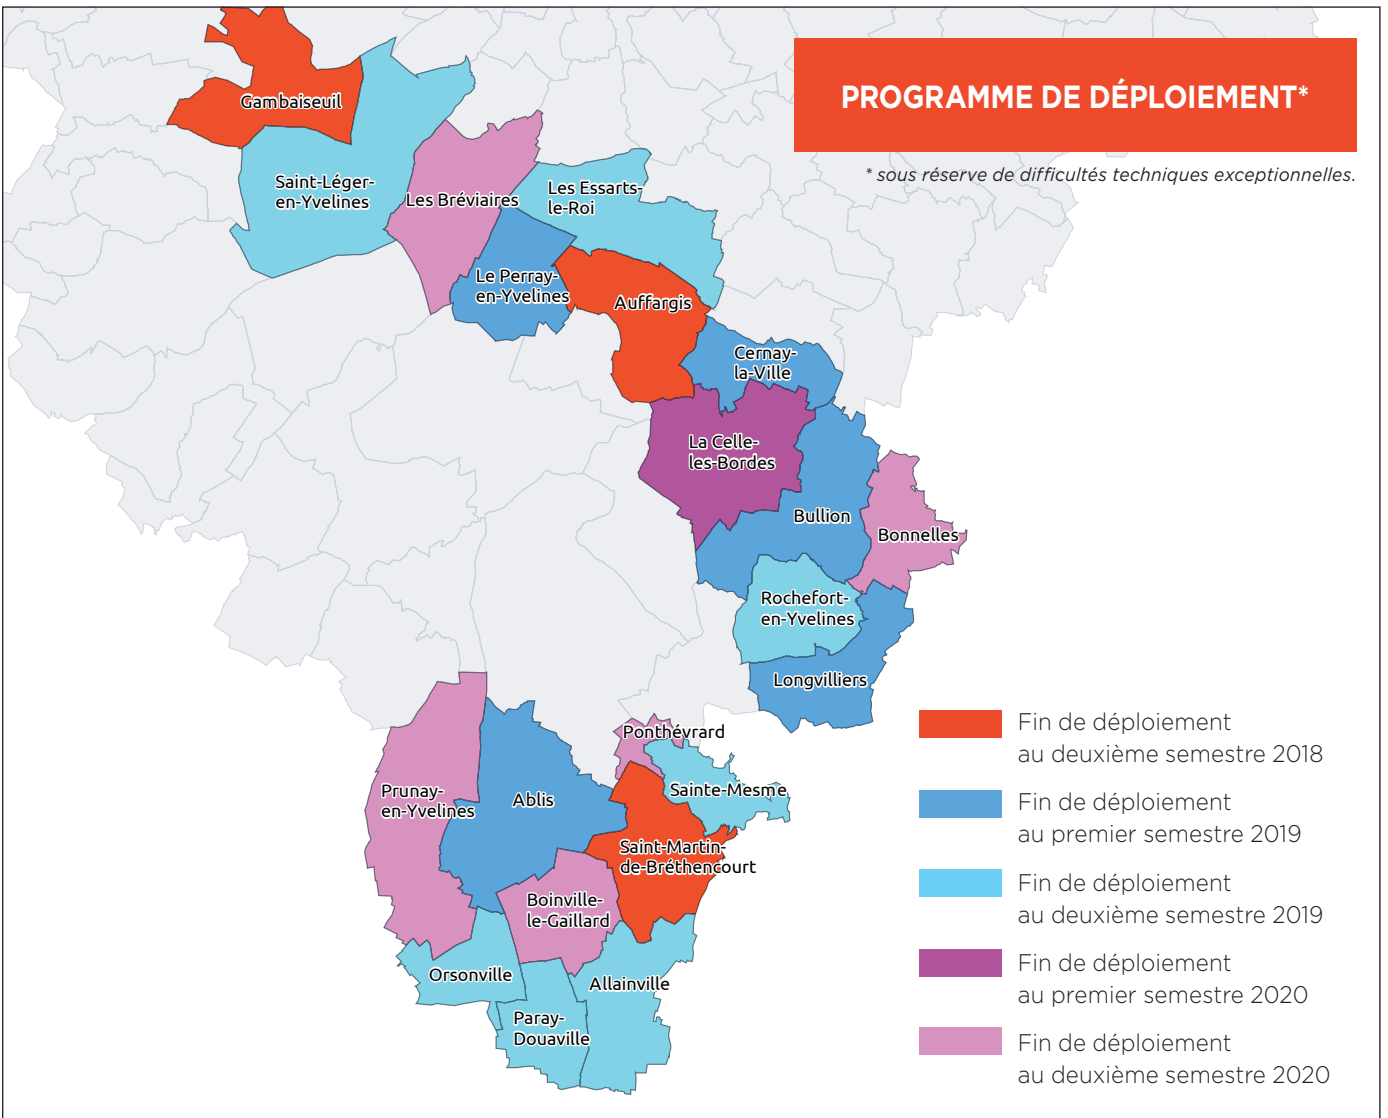 PROGRAMME DE DÉPLOIEMENT*
* sous réserve de difficultés techniques exceptionnelles.
Gambaiseuil
Saint-Léger-
en-Yvelines
Les Bréviaires
Les Essarts-
le-Roi
Le Perray-
en-Yvelines
Auffargis
Cernay-
la-Ville
La Celle-
les-Bordes
Bullion
Bonnelles
Rochefort-
en-Yvelines
Longvilliers
Ponthévrard
Sainte-Mesme
Prunay-
en-Yvelines
Ablis
Saint-Martin-
de-Bréthencourt
Boinville-
le-Gaillard
Orsonville
Allainville
Paray-
Douaville
Fin de déploiement
au deuxième semestre 2018
Fin de déploiement
au premier semestre 2019
Fin de déploiement
au deuxième semestre 2019
Fin de déploiement
au premier semestre 2020
Fin de déploiement
au deuxième semestre 2020